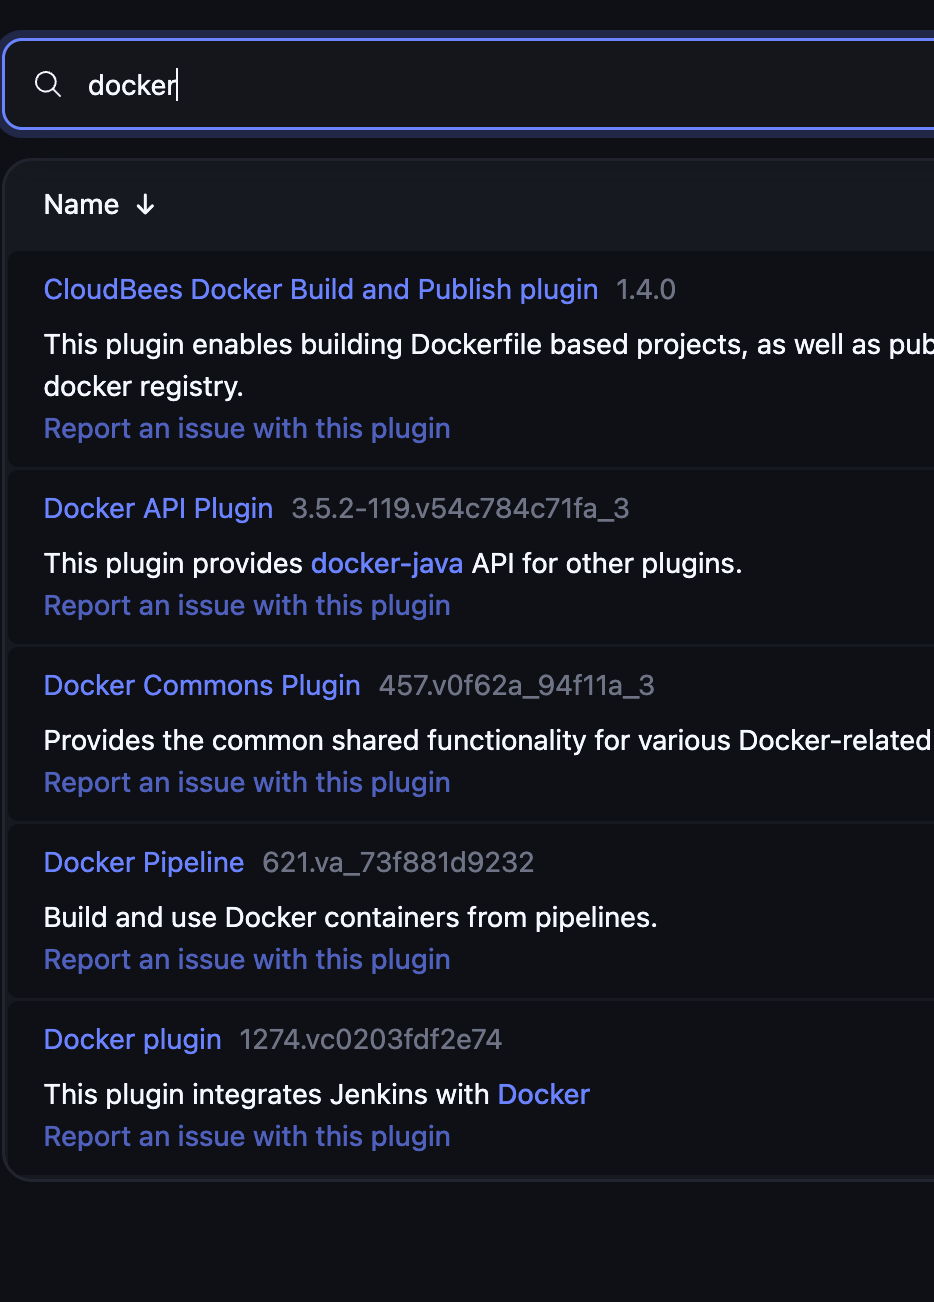 docker
Name ↓
CloudBees Docker Build and Publish plugin 1.4.0
This plugin enables building Dockerfile based projects, as well as
docker registry.
Report an issue with this plugin
Docker API Plugin 3.5.2-119.v54c784c71fa_3
This plugin provides docker-java API for other plugins.
Report an issue with this plugin
Docker Commons Plugin 457.v0f62a_94f11a_3
Provides the common shared functionality for various Docker-related
Report an issue with this plugin
Docker Pipeline 621.va_73f881d9232
Build and use Docker containers from pipelines.
Report an issue with this plugin
Docker plugin 1274.vc0203fdf2e74
This plugin integrates Jenkins with Docker
Report an issue with this plugin